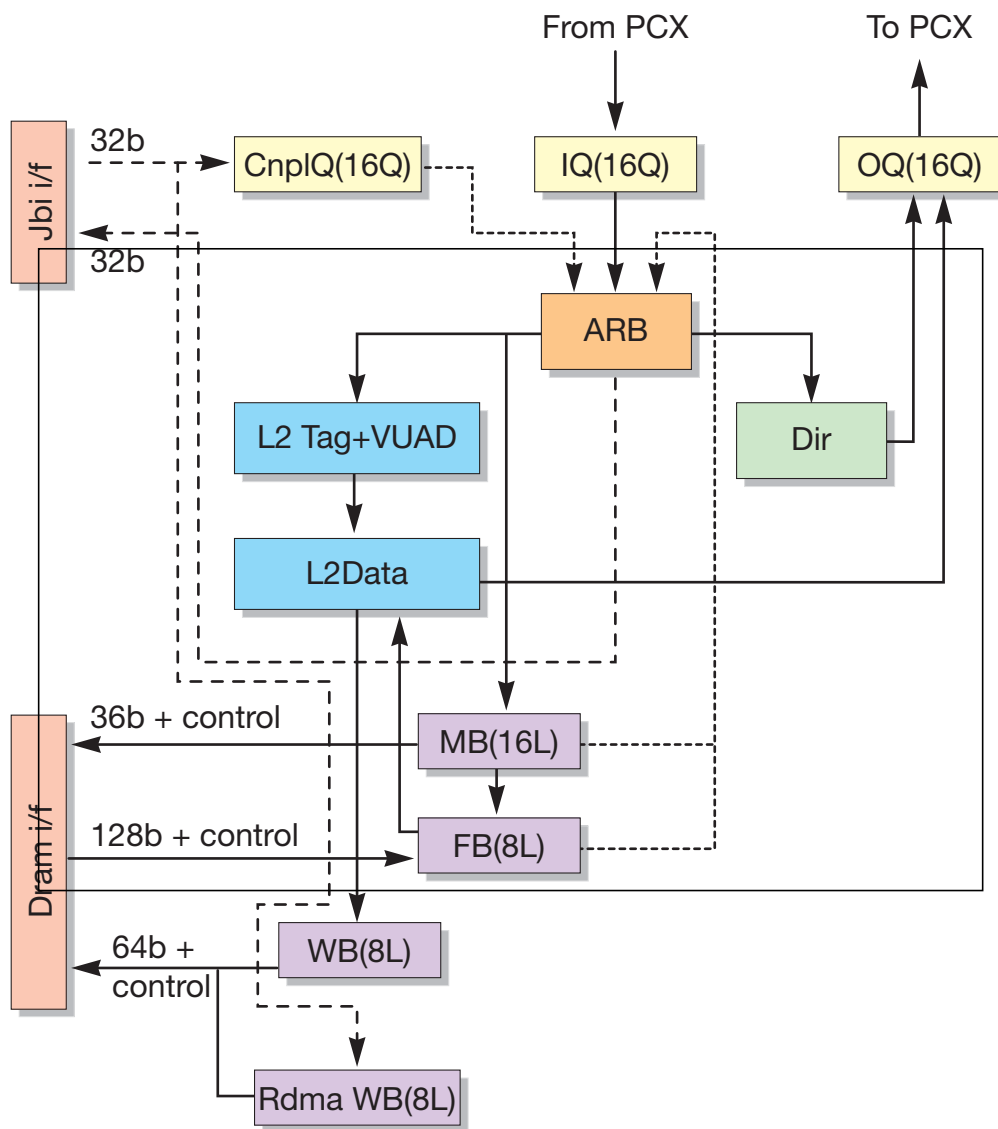 From PCX
To PCX
Jbi i/f
32b
CnpIQ(16Q)
IQ(16Q)
OQ(16Q)
32b
ARB
L2 Tag+VUAD
Dir
L2Data
Dram i/f
36b + control
MB(16L)
128b + control
FB(8L)
64b +
control
WB(8L)
Rdma WB(8L)